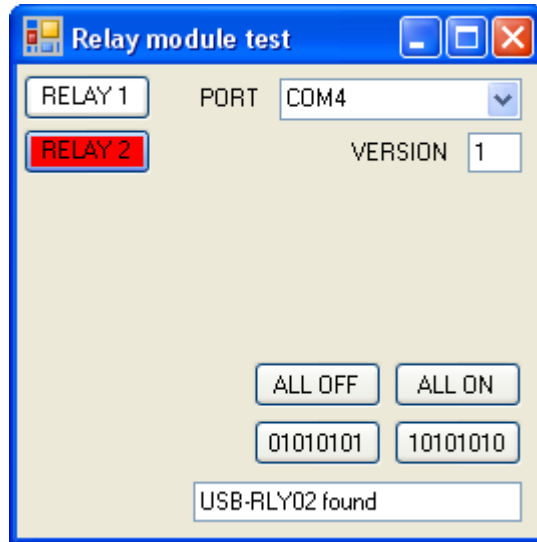 Relay module test
RELAY 1 PORT COM4
RELAY 2 VERSION 1
ALL OFF ALL ON
01010101 10101010
USB-RLY02 found